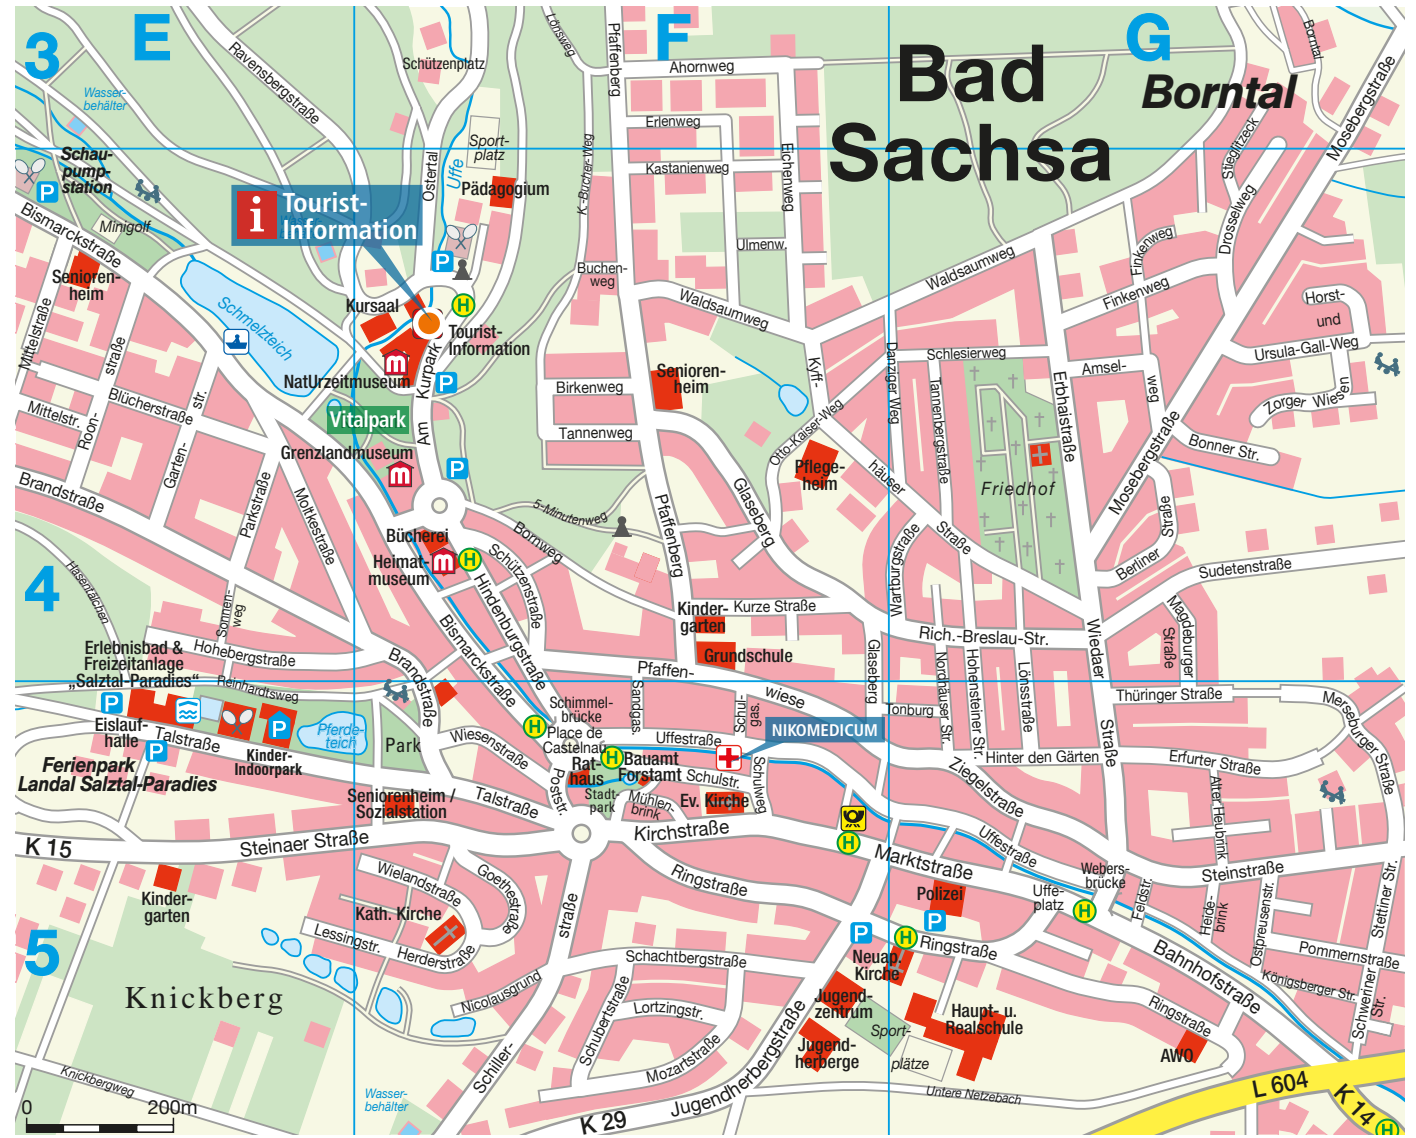 E
F
G
3
4
5
Bad
Sachsa
Borntal
Borntal
Mosebergstraße
Ravensbergstraße
Schützenplatz
Lönsweg
Pfaffenberg
Ahornweg
Erlenweg
Kastanienweg
Eichenweg
Ulmenw.
K.-Bucher-Weg
Buchen-
weg
Wasser-
behälter
Schau-
pump-
station
P
Minigolf
Bismarckstraße
Senioren-
heim
Mittelstraße
Sport-
platz
Ostertal
Uffe
Pädagogium
i Tourist-
Information
P
H
Kursaal
Tourist-
Information
Schmelzteich
NatUrzeitmuseum
m
Am Kurpark
P
Vitalpark
Grenzlandmuseum
m
P
Waldsaumweg
Waldsaumweg
Stieglitzeck
Drosselweg
Finkenweg
Finkenweg
Horst-
und
Ursula-Gall-Weg
Zorger Wiesen
Bonner Str.
Amsel-
weg
Schlesierweg
Danziger Weg
Tannenbergstraße
Erbhaistraße
Friedhof
Mosebergstraße
Berliner
Straße
Sudetenstraße
Magdeburger
Straße
Birkenweg
Tannenweg
Senioren-
heim
Kyff-
häuser
Straße
Otto-Kaiser-Weg
Pflege-
heim
Glaseberg
Pfaffenberg
5-Minutenweg
Bornweg
Roon-
straße
Blücherstraße
Mittelstr.
Garten-
str.
Brandstraße
Parkstraße
Moltkestraße
Hasentälchen
Sonnen-
weg
Hohebergstraße
Reinhardtsweg
Bücherei
Heimat-
museum
m
H
Schützenstraße
Hindenburgstraße
Bismarckstraße
Brandstraße
Kinder-
garten
Kurze Straße
Grundschule
Pfaffen-
wiese
Wartburgstraße
Rich.-Breslau-Str.
Glaseberg
Nordhäuser Str.
Hohensteiner Str.
Lönsstraße
Wiedaer
Straße
Thüringer Straße
Merseburger Straße
Erlebnisbad &
Freizeitanlage
„Salztal-Paradies“
P
Eislauf-
halle
P
Talstraße
P
Kinder-
Indoorpark
Pferde-
teich
Park
Ferienpark
Landal Salztal-Paradies
Wiesenstraße
Seniorenheim /
Sozialstation
Talstraße
H
Schimmel-
brücke
Place de
Castelnau
Rat-
haus
H
Bauamt
Forstamt
Stadt-
park
Poststr.
Sandgas.
Schul-
gas.
Uffestraße
Schulstr.
Schulweg
Mühlen-
brink
Ev. Kirche
NIKOMEDICUM
Hinter den Gärten
Ziegelstraße
Erfurter Straße
Alter Heubrink
Uffestraße
H
K 15
Steinaer Straße
Kirchstraße
Marktstraße
Ringstraße
Webers-
brücke
Steinstraße
Kinder-
garten
Wielandstraße
Goethestraße
Kath. Kirche
Lessingstr.
Herderstraße
Nicolausgrund
Schiller-
straße
Polizei
P
P
H
Ringstraße
Uffe-
platz
H
Feldstr.
Heide-
brink
Ostpreusenstr.
Stettiner Str.
Pommernstraße
Königsberger Str.
Schweriner
Str.
Bahnhofstraße
Ringstraße
AWO
Neuap.
Kirche
Jugend-
zentrum
Jugend-
herberge
Haupt- u.
Realschule
Sport-
plätze
Schachtbergstraße
Schubertstraße
Lortzingstr.
Mozartstraße
Jugendherbergstraße
Untere Netzebach
Knickberg
Knickbergweg
Wasser-
behälter
0 200m
K 29
L 604
K 14
H